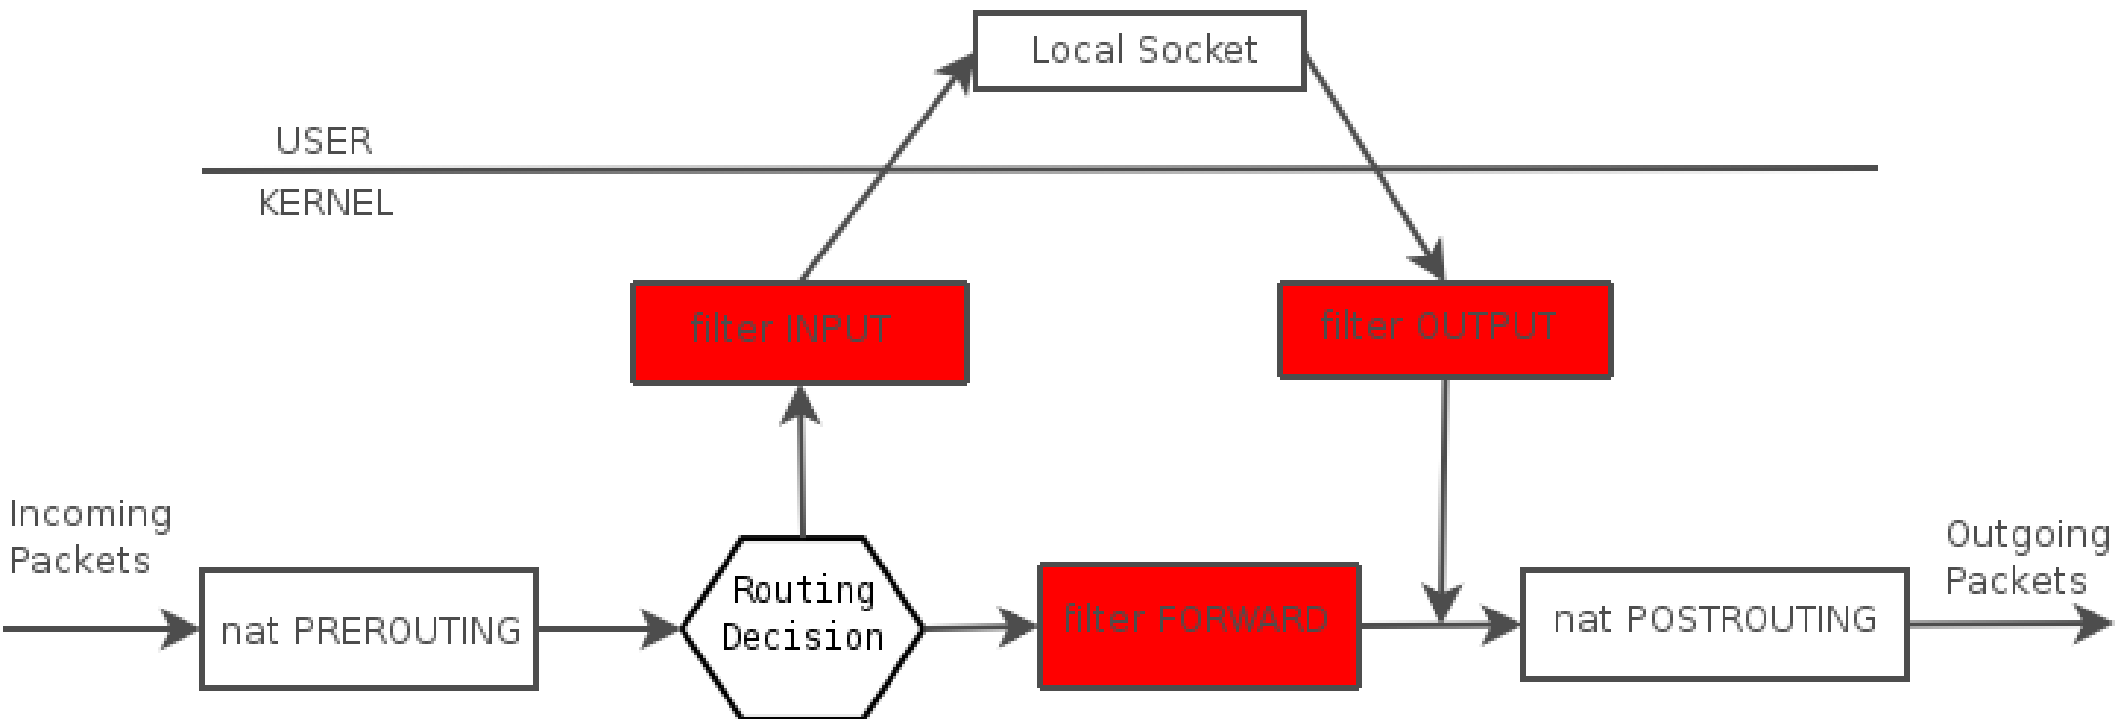 Local Socket
USER
KERNEL
filter INPUT
filter OUTPUT
Incoming
Packets
nat PREROUTING
Routing
Decision
filter FORWARD
nat POSTROUTING
Outgoing
Packets